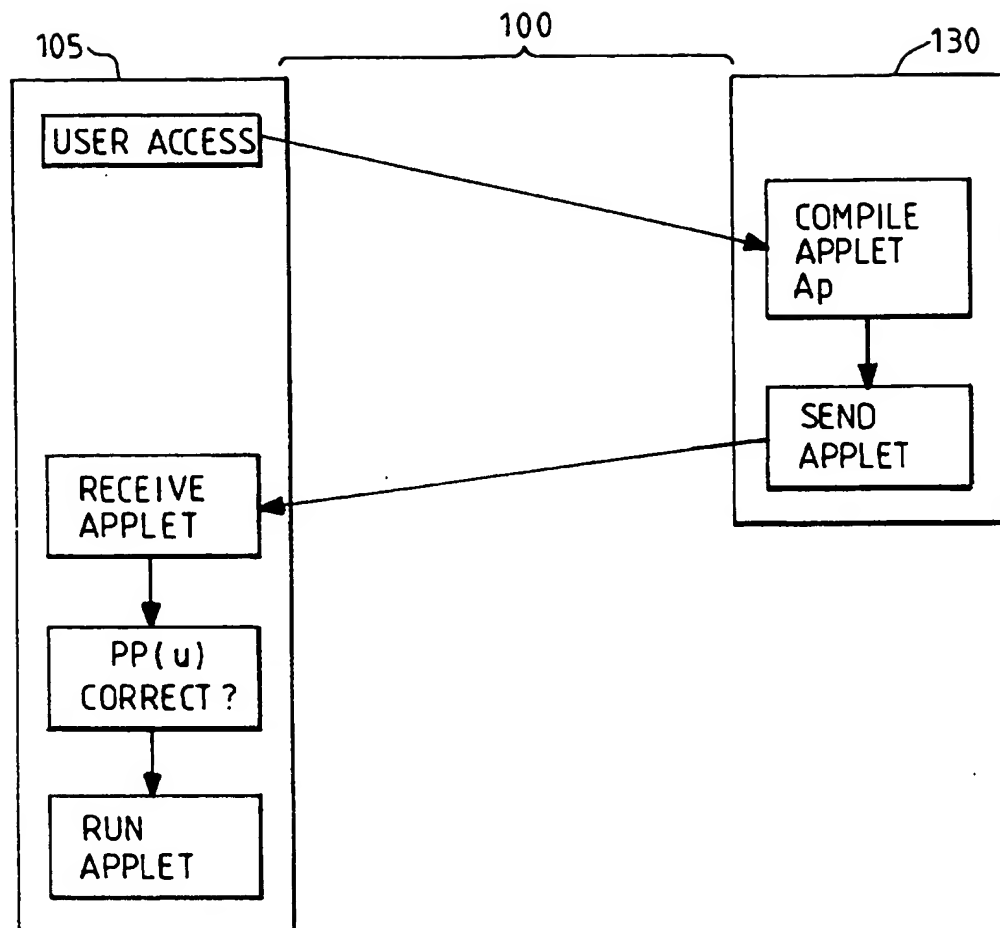 105
100
130
USER ACCESS
COMPILE
APPLET
Ap
SEND
APPLET
RECEIVE
APPLET
PP(u)
CORRECT?
RUN
APPLET